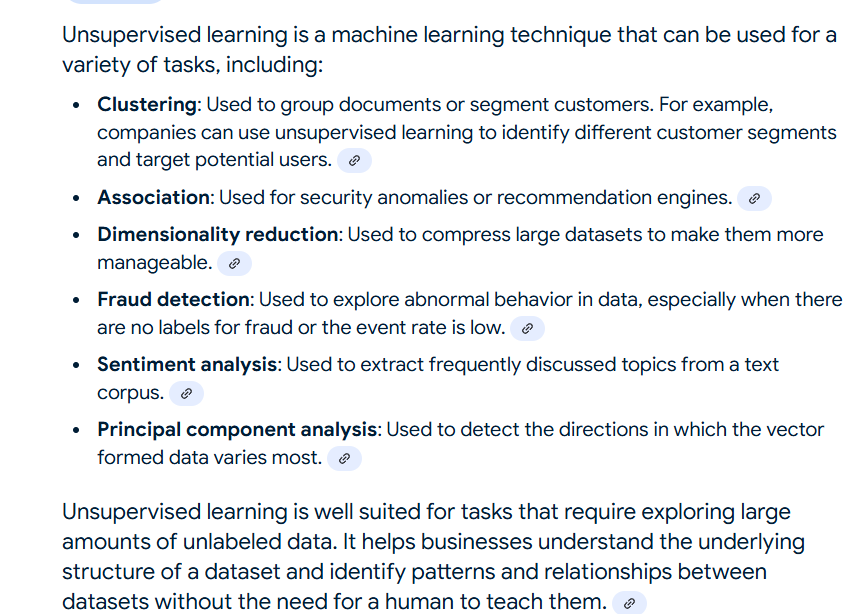 Unsupervised learning is a machine learning technique that can be used for a
variety of tasks, including:
• Clustering: Used to group documents or segment customers. For example,
companies can use unsupervised learning to identify different customer segments
and target potential users.
• Association: Used for security anomalies or recommendation engines.
• Dimensionality reduction: Used to compress large datasets to make them more
manageable.
• Fraud detection: Used to explore abnormal behavior in data, especially when there
are no labels for fraud or the event rate is low.
• Sentiment analysis: Used to extract frequently discussed topics from a text
corpus.
• Principal component analysis: Used to detect the directions in which the vector
formed data varies most.
Unsupervised learning is well suited for tasks that require exploring large
amounts of unlabeled data. It helps businesses understand the underlying
structure of a dataset and identify patterns and relationships between
datasets without the need for a human to teach them.